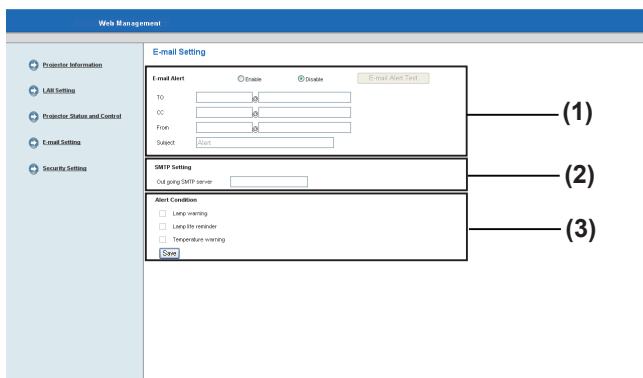 Web Management
E-mail Setting
Projector Information
LAN Setting
Projector Status and Control
E-mail Setting
Security Setting
E-mail Alert Enable Disable E-mail Alert Test
TO @
CC @
From @
Subject Alert
(1)
SMTP Setting
Out going SMTP server
(2)
Alert Condition
Lamp warning
Lamp life reminder
Temperature warning
Save
(3)